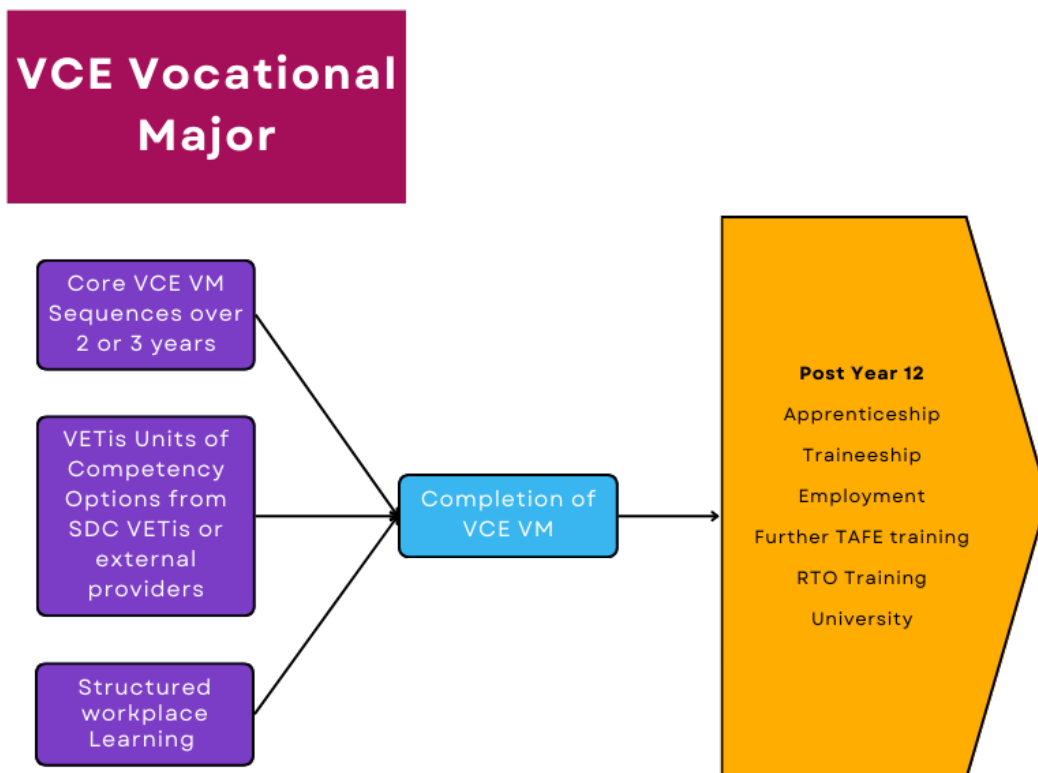 VCE Vocational
Major
Core VCE VM
Sequences over
2 or 3 years
VETis Units of
Competency
Options from
SDC VETis or
external
providers
Structured
workplace
Learning
Completion of
VCE VM
Post Year 12
Apprenticeship
Traineeship
Employment
Further TAFE training
RTO Training
University